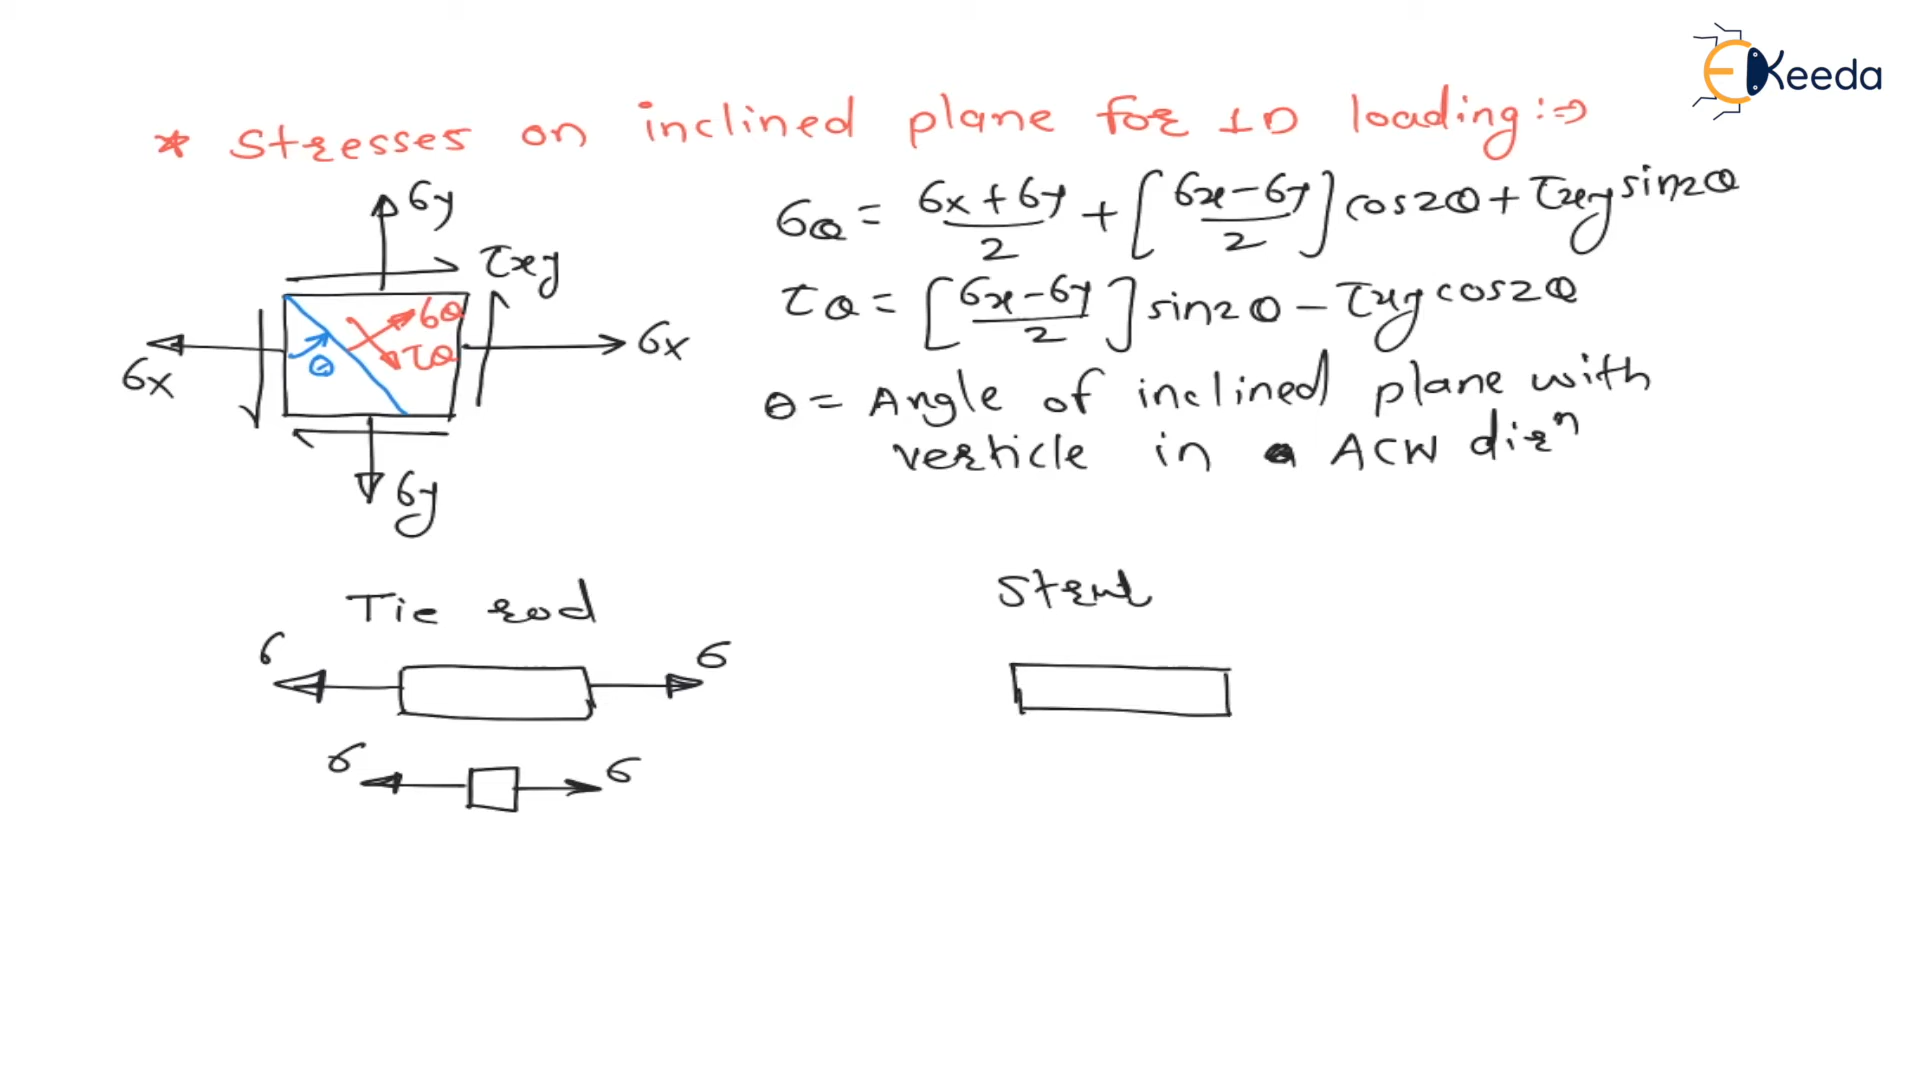 EKeeda
* Stresses on inclined plane for 1D loading :⇒
σy
τxy
σθ
τθ
θ
σx
σx
σy
σθ = σx + σy / 2 + [σx - σy / 2] cos2θ + τxy sin2θ
τθ = [σx - σy / 2] sin2θ - τxy cos2θ
θ = Angle of inclined plane with
verticle in ACW dirⁿ
Tie rod
σ σ
σ σ
Strut